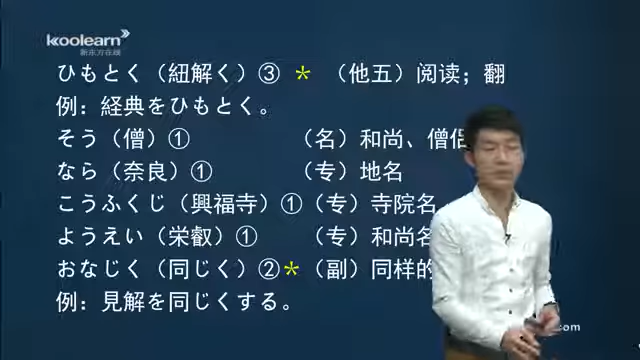 koolearn
新东方在线
ひもとく（紐解く）③ * （他五）阅读；翻
例：経典をひもとく。
そう（僧）① （名）和尚、僧侣
なら（奈良）① （专）地名
こうふくじ（興福寺）①（专）寺院名
ようえい（栄叡）① （专）和尚名
おなじく（同じく）②*（副）同样的
例：見解を同じくする。
.com